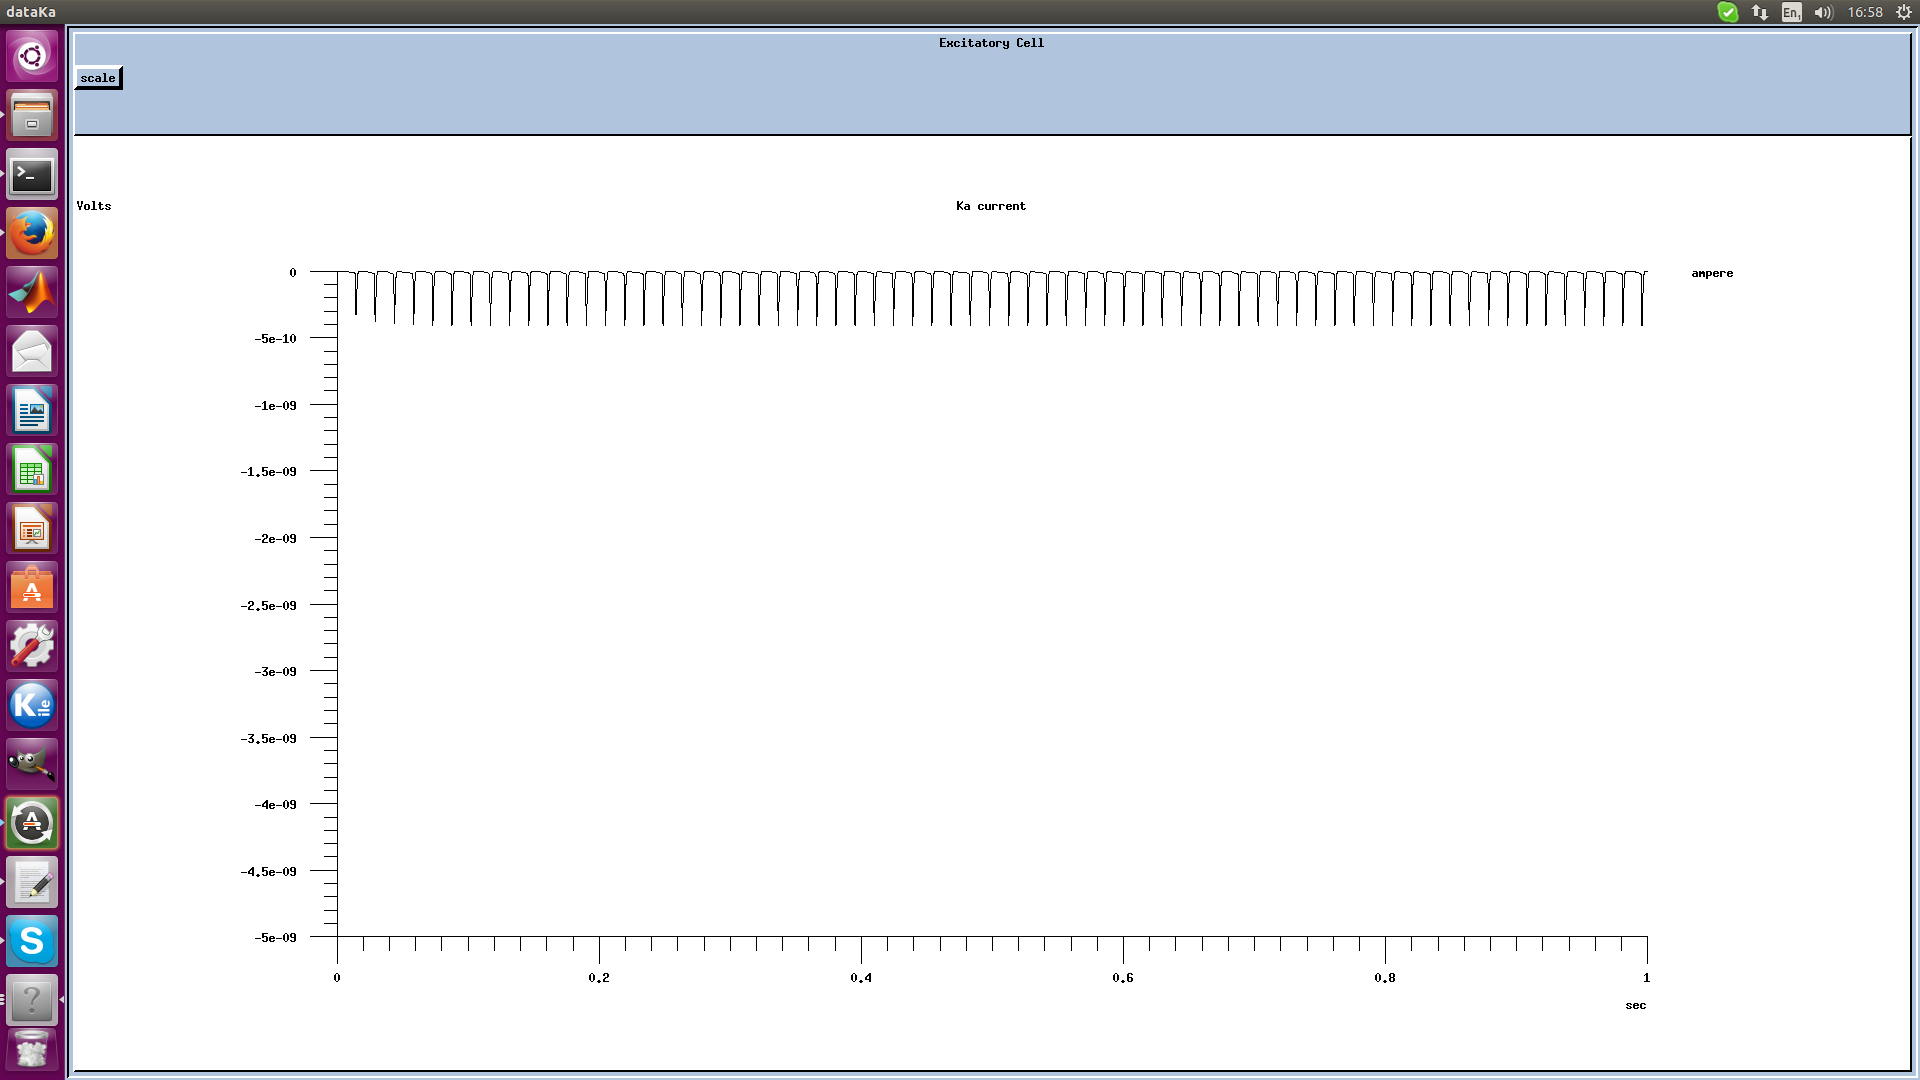 dataKa
En1
16:58
Excitatory Cell
scale
Volts
Ka current
0
ampere
-5e-10
-1e-09
-1.5e-09
-2e-09
-2.5e-09
-3e-09
-3.5e-09
-4e-09
-4.5e-09
-5e-09
0
0.2
0.4
0.6
0.8
1
sec
>_
A
K ile
A
S
?